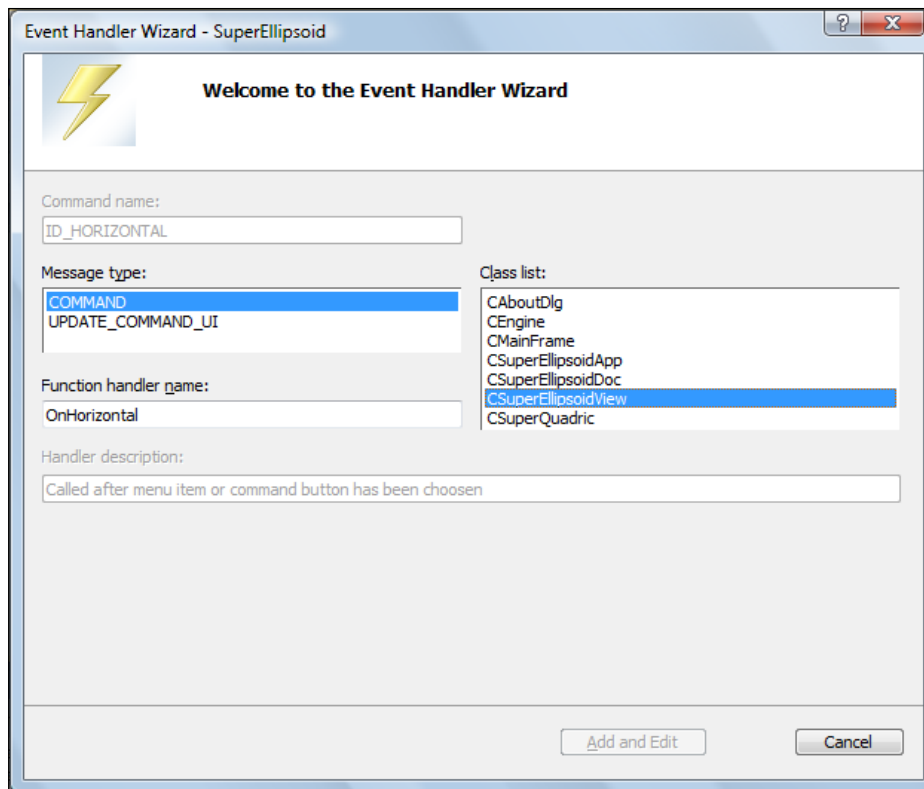 Event Handler Wizard - SuperEllipsoid
?
X
Welcome to the Event Handler Wizard
Command name:
ID_HORIZONTAL
Message type:
COMMAND
UPDATE_COMMAND_UI
Class list:
CAboutDlg
CEngine
CMainFrame
CSuperEllipsoidApp
CSuperEllipsoidDoc
CSuperEllipsoidView
CSuperQuadric
Function handler name:
OnHorizontal
Handler description:
Called after menu item or command button has been choosen
Add and Edit
Cancel